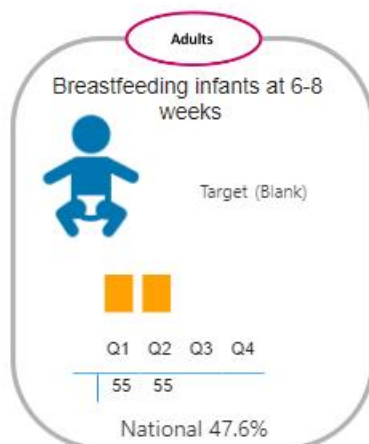 Adults
Breastfeeding infants at 6-8
weeks
Target (Blank)
Q1 Q2 Q3 Q4
55 55
National 47.6%